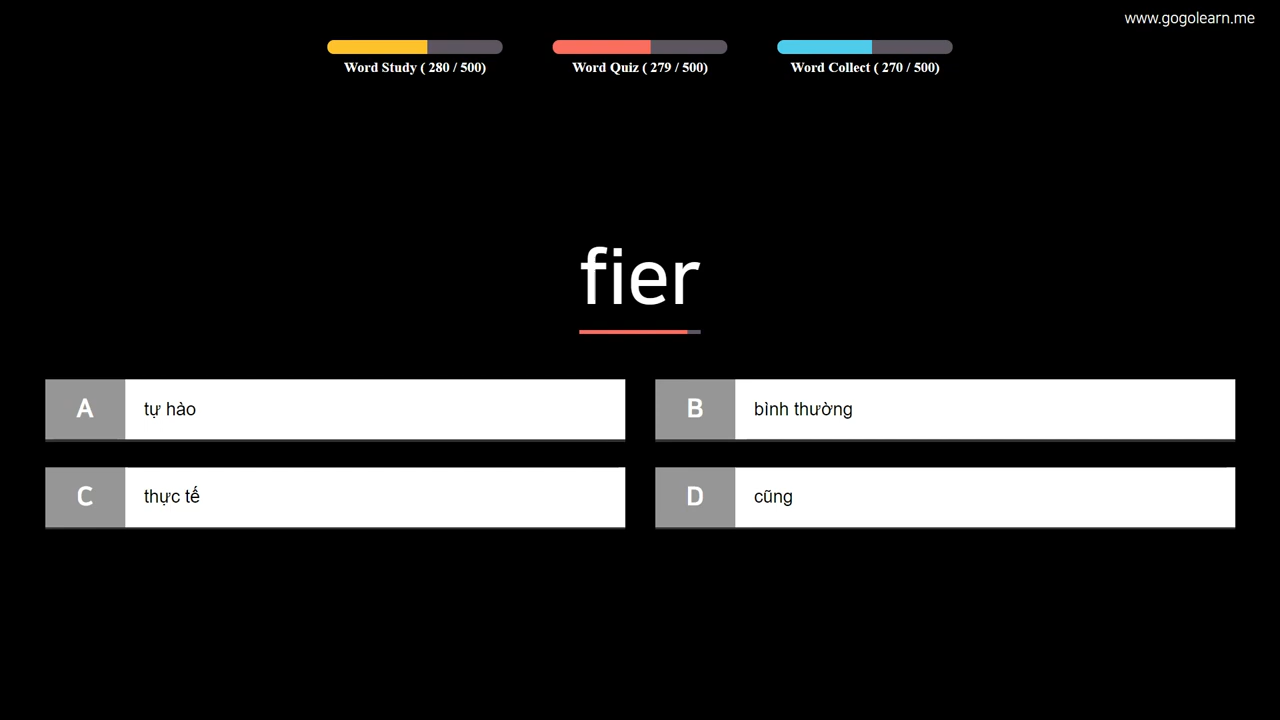 www.gogolearn.me
Word Study ( 280 / 500)
Word Quiz ( 279 / 500)
Word Collect ( 270 / 500)
fier
A tự hào
B bình thường
C thực tế
D cũng